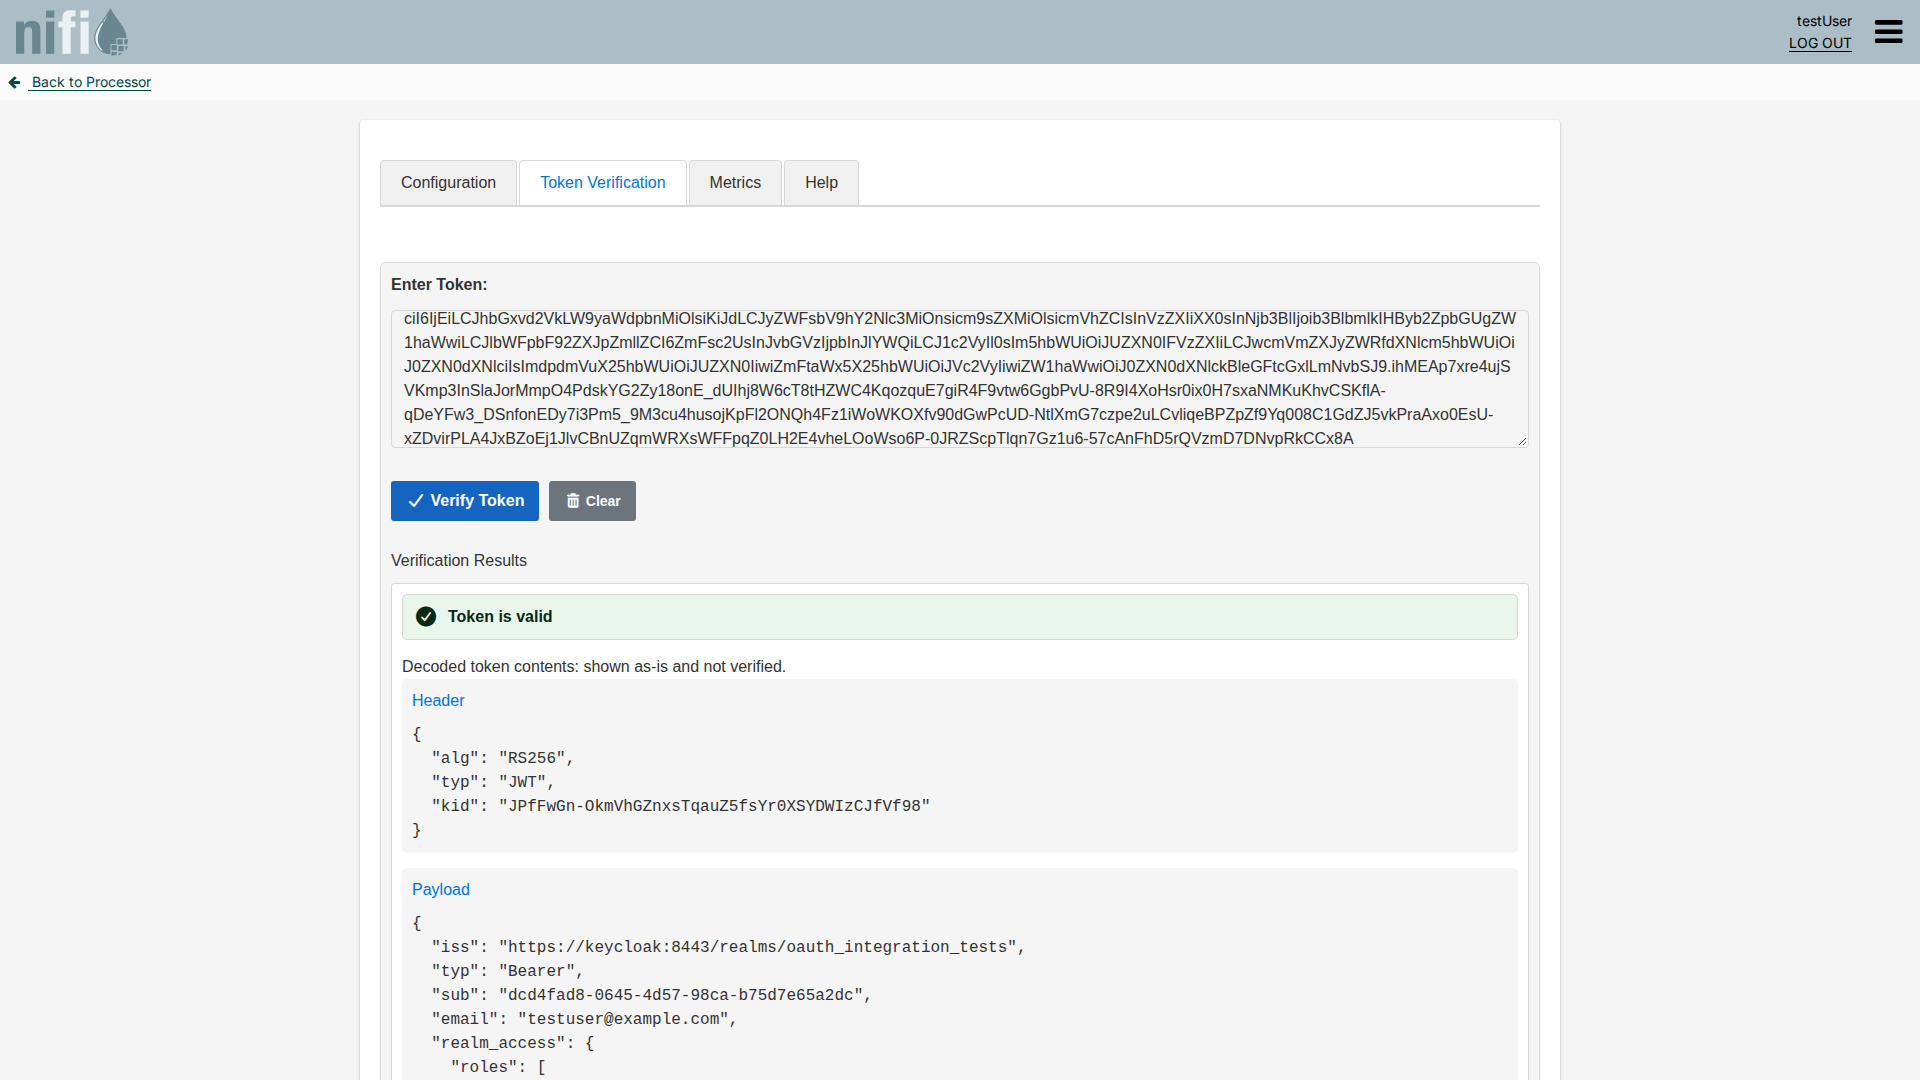 nifi
testUser
LOG OUT
Back to Processor
Configuration
Token Verification
Metrics
Help
Enter Token:
ciI6IjEiLCJhbGxvd2VkLW9yaWdpbnMiOlsiKiJdLCJyZWFsbV9hY2Nlc3MiOnsicm9sZXMiOlsicmVhZCIsInVzZXIiXX0sInNjb3BlIjoib3BlbmlkIHByb2ZpbGUgZW
1haWwiLCJlbWFpbF92ZXJpZmllZCI6ZmFsc2UsInJvbGVzIjpbInJlYWQiLCJ1c2VyIl0sIm5hbWUiOiJUZXN0IFVzZXIiLCJwcmVmZXJyZWRfdXNlcm5hbWUiOi
J0ZXN0dXNlciIsImdpdmVuX25hbWUiOiJUZXN0IiwiZmFtaWx5X25hbWUiOiJVc2VyIiwiZW1haWwiOiJ0ZXN0dXNlckBleGFtcGxlLmNvbSJ9.ihMEAp7xre4ujS
VKmp3InSlaJorMmpO4PdskYG2Zy18onE_dUIhj8W6cT8tHZWC4KqozquE7giR4F9vtw6GgbPvU-8R9I4XoHsr0ix0H7sxaNMKuKhvCSKflA-
qDeYFw3_DSnfonEDy7i3Pm5_9M3cu4husojKpFl2ONQh4Fz1iWoWKOXfv90dGwPcUD-NtlXmG7czpe2uLCvliqeBPZpZf9Yq008C1GdZJ5vkPraAxo0EsU-
xZDvirPLA4JxBZoEj1JlvCBnUZqmWRXsWFFpqZ0LH2E4vheLOoWso6P-0JRZScpTlqn7Gz1u6-57cAnFhD5rQVzmD7DNvpRkCCx8A
Verify Token
Clear
Verification Results
Token is valid
Decoded token contents: shown as-is and not verified.
Header
{
"alg": "RS256",
"typ": "JWT",
"kid": "JPfFwGn-OkmVhGZnxsTqauZ5fsYr0XSYDWIzCJfVf98"
}
Payload
{
"iss": "https://keycloak:8443/realms/oauth_integration_tests",
"typ": "Bearer",
"sub": "dcd4fad8-0645-4d57-98ca-b75d7e65a2dc",
"email": "testuser@example.com",
"realm_access": {
"roles": [